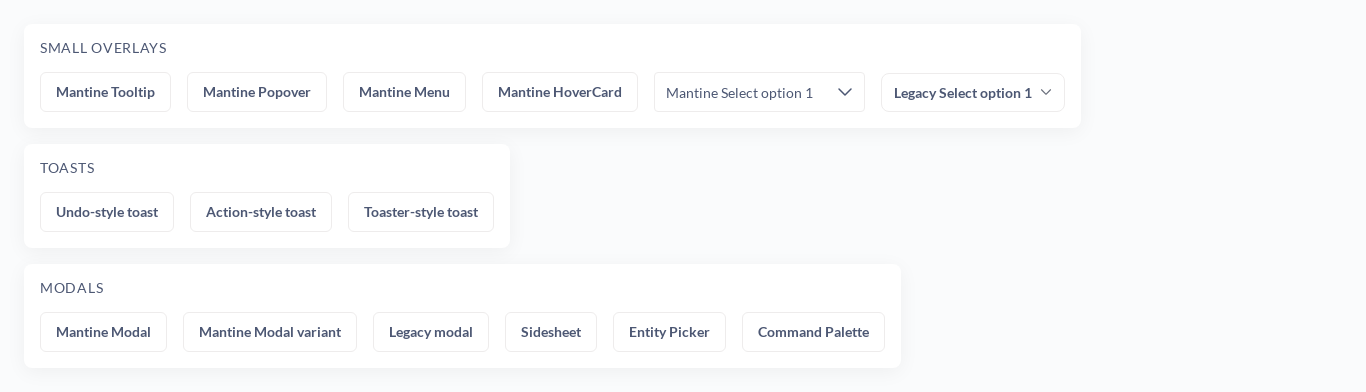 SMALL OVERLAYS
Mantine Tooltip Mantine Popover Mantine Menu Mantine HoverCard Mantine Select option 1 Legacy Select option 1
TOASTS
Undo-style toast Action-style toast Toaster-style toast
MODALS
Mantine Modal Mantine Modal variant Legacy modal Sidesheet Entity Picker Command Palette